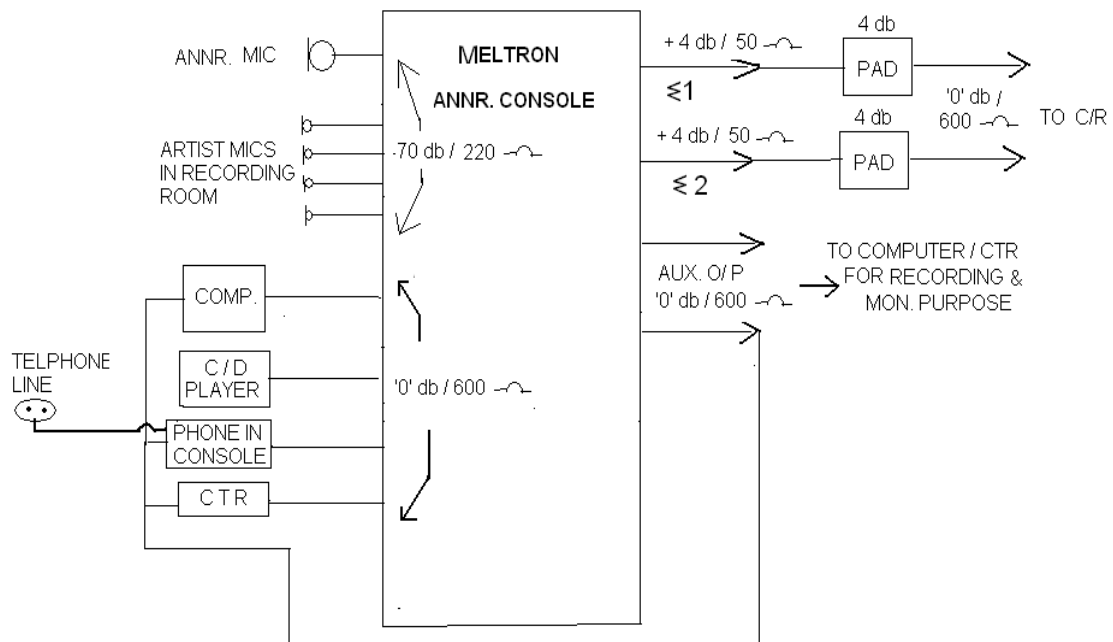 ANNR. MIC
ARTIST MICS
IN RECORDING
ROOM
COMP.
TELPHONE
LINE
C / D
PLAYER
PHONE IN
CONSOLE
C T R
MELTRON
ANNR. CONSOLE
-70 db / 220
'0' db / 600
+ 4 db / 50
1
4 db
PAD
+ 4 db / 50
2
4 db
PAD
'0' db /
600
TO C/R
AUX. O/P
'0' db / 600
TO COMPUTER / CTR
FOR RECORDING &
MON. PURPOSE